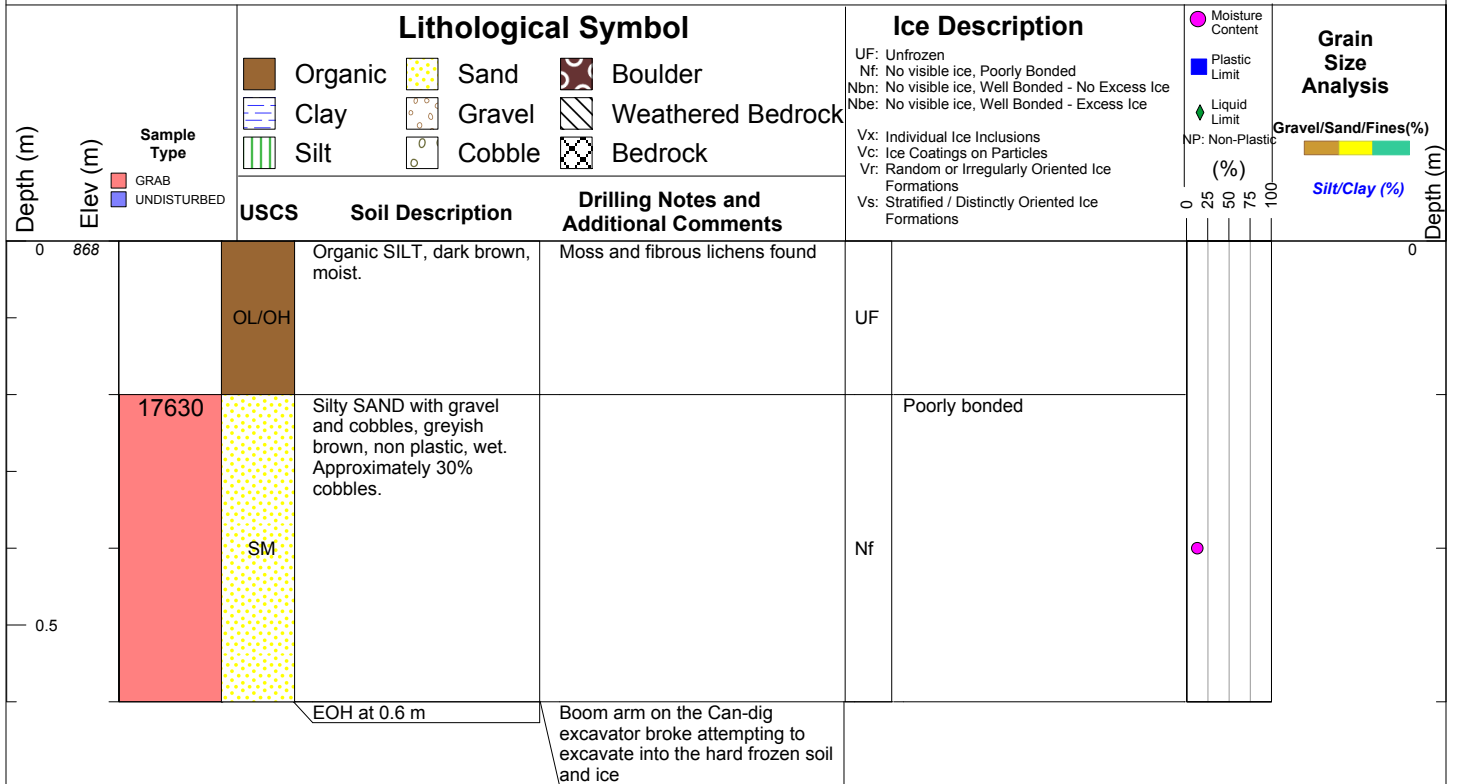 Lithological Symbol
Organic
Sand
Boulder
Clay
Gravel
Weathered Bedrock
Silt
Cobble
Bedrock
Ice Description
UF: Unfrozen
Nf: No visible ice, Poorly Bonded
Nbn: No visible ice, Well Bonded - No Excess Ice
Nbe: No visible ice, Well Bonded - Excess Ice
Vx: Individual Ice Inclusions
Vc: Ice Coatings on Particles
Vr: Random or Irregularly Oriented Ice
Formations
Vs: Stratified / Distinctly Oriented Ice
Formations
Moisture
Content
Plastic
Limit
Liquid
Limit
NP: Non-Plastic
(%)
0 25 50 75 100
Grain
Size
Analysis
Gravel/Sand/Fines(%)
Silt/Clay (%)
Depth (m)
Depth (m)
Elev (m)
Sample
Type
GRAB
UNDISTURBED
USCS
Soil Description
Drilling Notes and
Additional Comments
0 868
Organic SILT, dark brown,
moist.
Moss and fibrous lichens found
0
OL/OH
UF
17630
Silty SAND with gravel
and cobbles, greyish
brown, non plastic, wet.
Approximately 30%
cobbles.
Poorly bonded
SM
Nf
0.5
EOH at 0.6 m
Boom arm on the Can-dig
excavator broke attempting to
excavate into the hard frozen soil
and ice